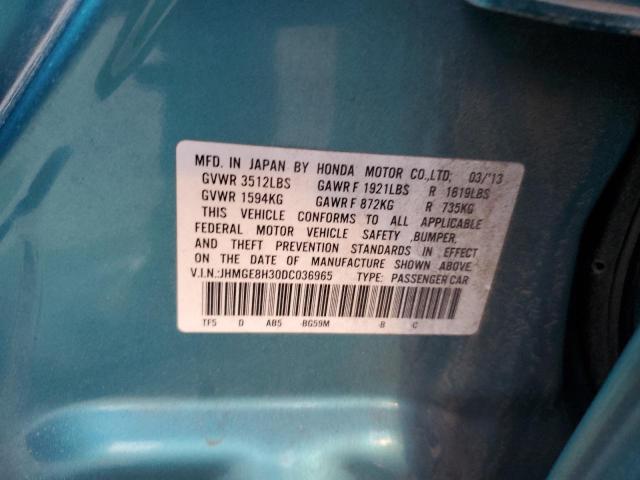 MFD. IN JAPAN BY HONDA MOTOR CO.,LTD; 03/'13
GVWR 3512LBS GAWR F 1921LBS R 1619LBS
GVWR 1594KG GAWR F 872KG R 735KG
THIS VEHICLE CONFORMS TO ALL APPLICABLE
FEDERAL MOTOR VEHICLE SAFETY ,BUMPER,
AND THEFT PREVENTION STANDARDS IN EFFECT
ON THE DATE OF MANUFACTURE SHOWN ABOVE.
V.I.N.:JHMGE8H30DC036965 TYPE: PASSENGER CAR
TF5 D AB5 -BG59M -B C